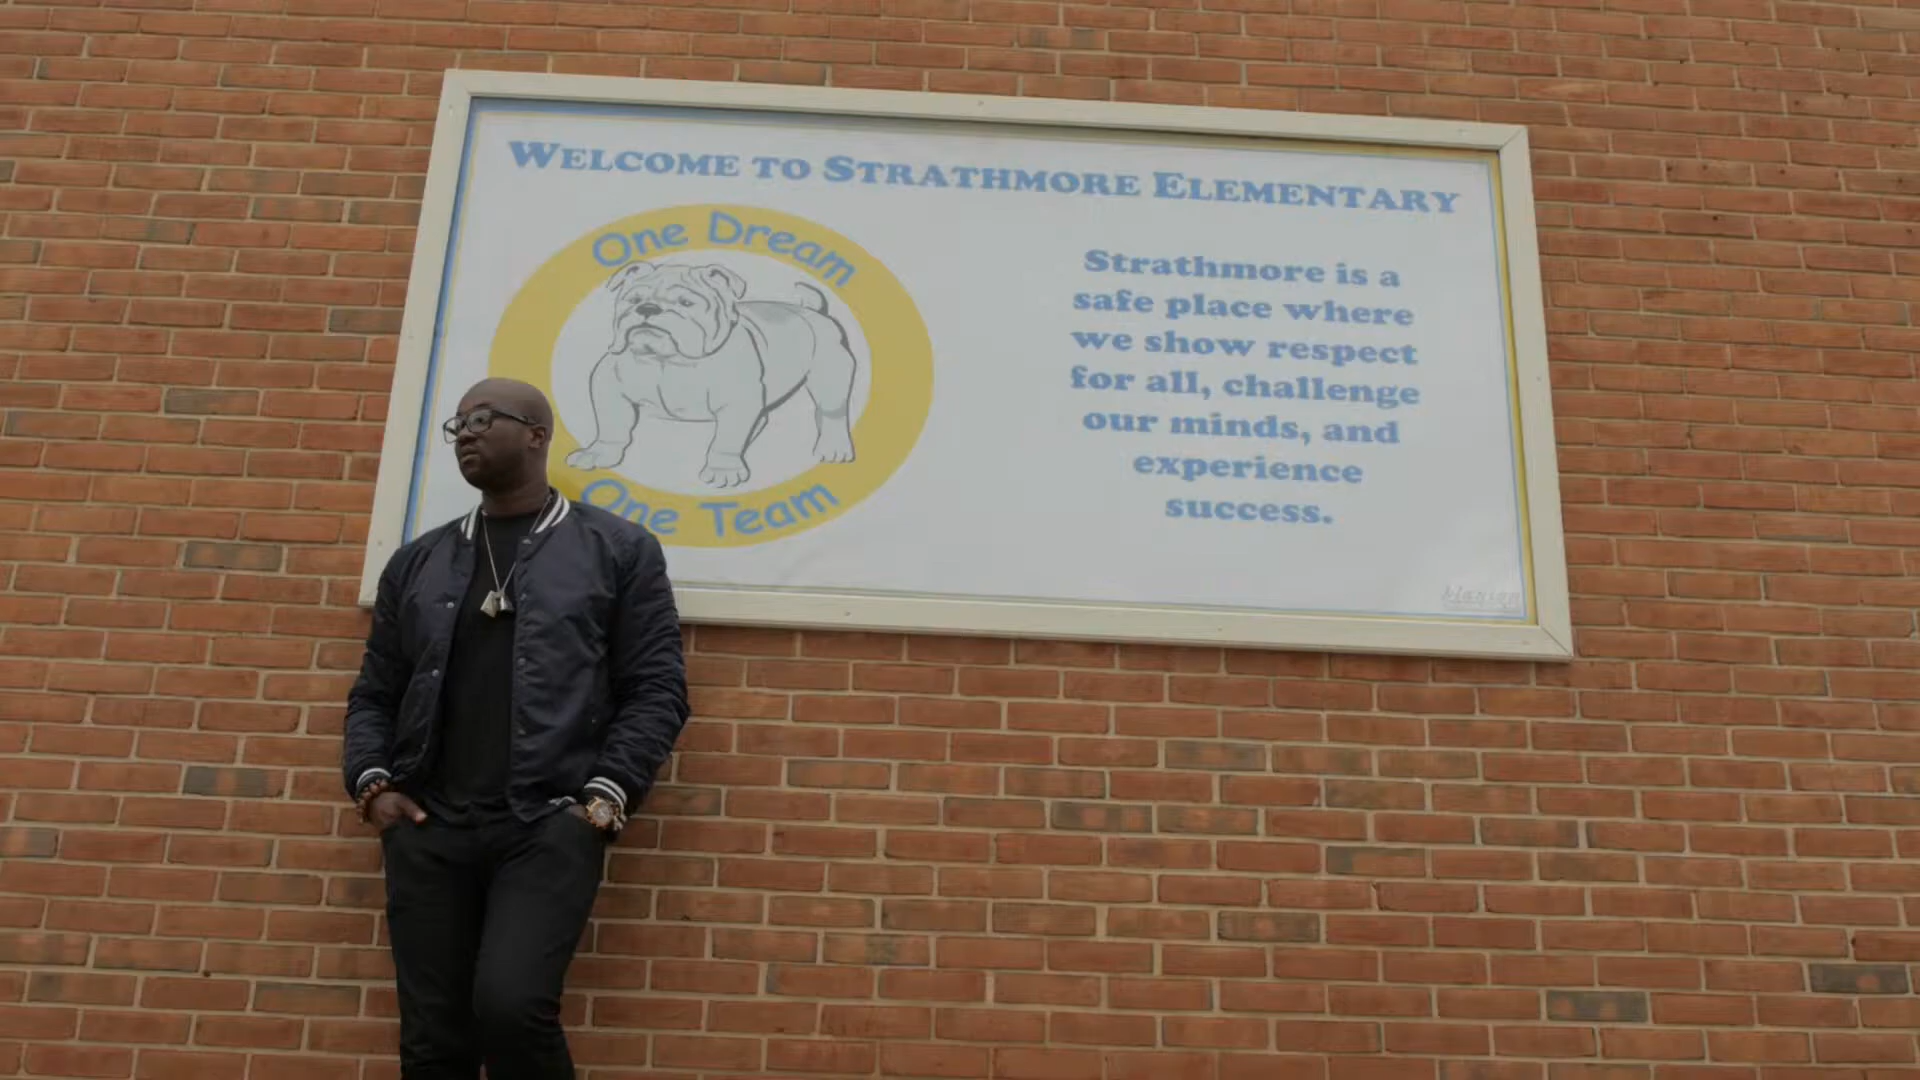 WELCOME TO STRATHMORE ELEMENTARY
One Dream
One Team
Strathmore is a
safe place where
we show respect
for all, challenge
our minds, and
experience
success.